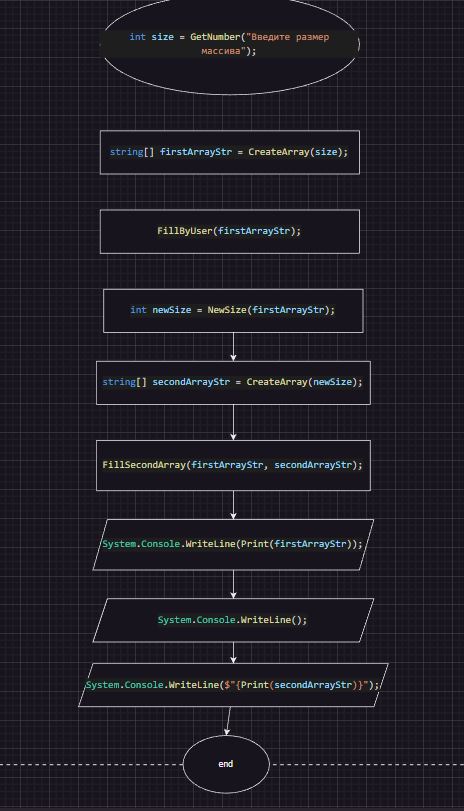 int size = GetNumber("Введите размер
массива");
string[] firstArrayStr = CreateArray(size);
FillByUser(firstArrayStr);
int newSize = NewSize(firstArrayStr);
string[] secondArrayStr = CreateArray(newSize);
FillSecondArray(firstArrayStr, secondArrayStr);
System.Console.WriteLine(Print(firstArrayStr));
System.Console.WriteLine();
System.Console.WriteLine($"{Print(secondArrayStr)}");
end